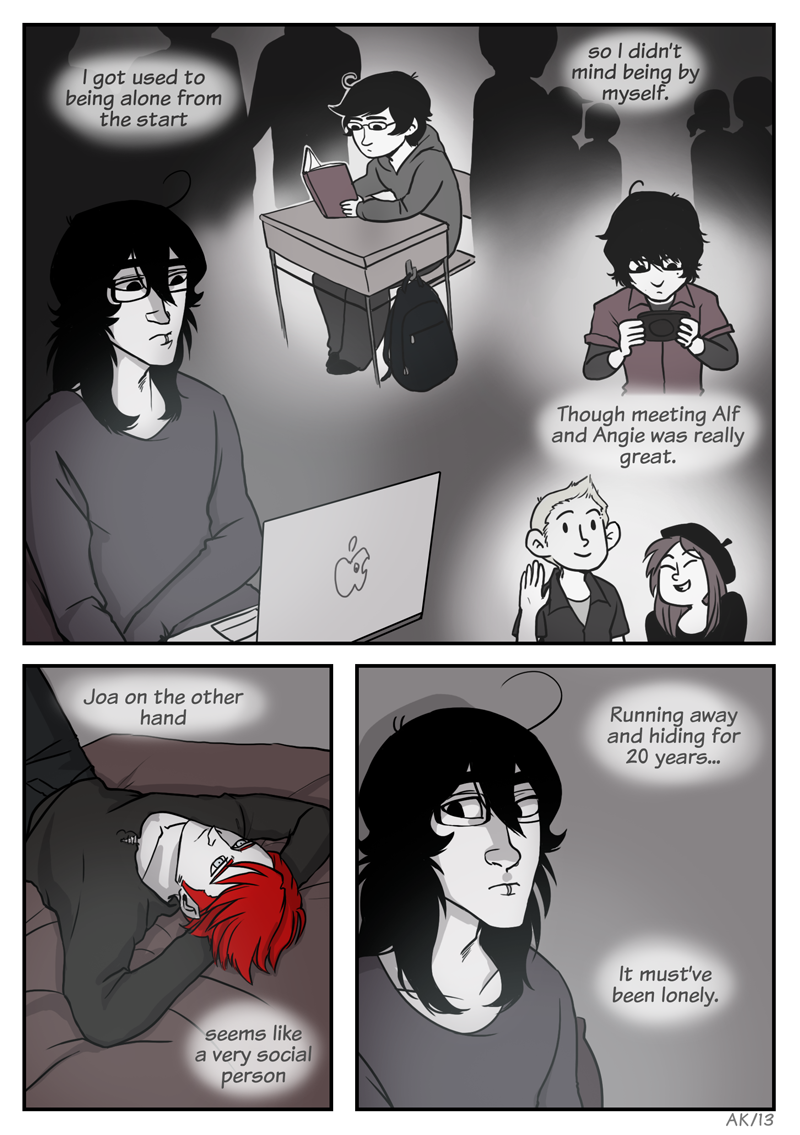 I got used to
being alone from
the start
so I didn't
mind being by
myself.
Though meeting Alf
and Angie was really
great.
Joa on the other
hand
seems like
a very social
person
Running away
and hiding for
20 years...
It must've
been lonely.
AK/13